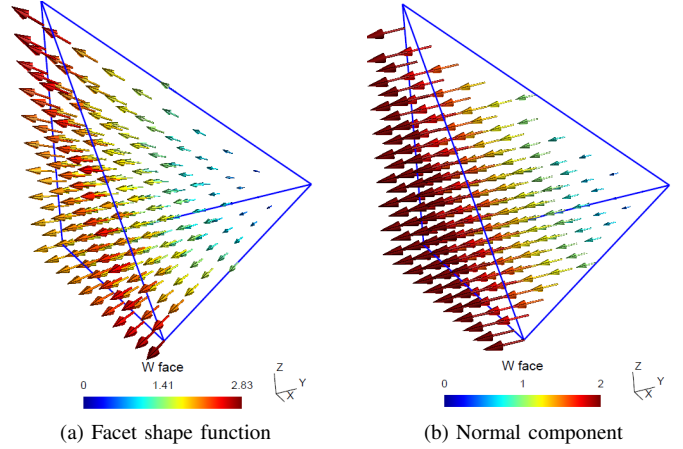 W face
0 1.41 2.83
Z
Y
X
(a) Facet shape function
W face
0 1 2
Z
Y
X
(b) Normal component